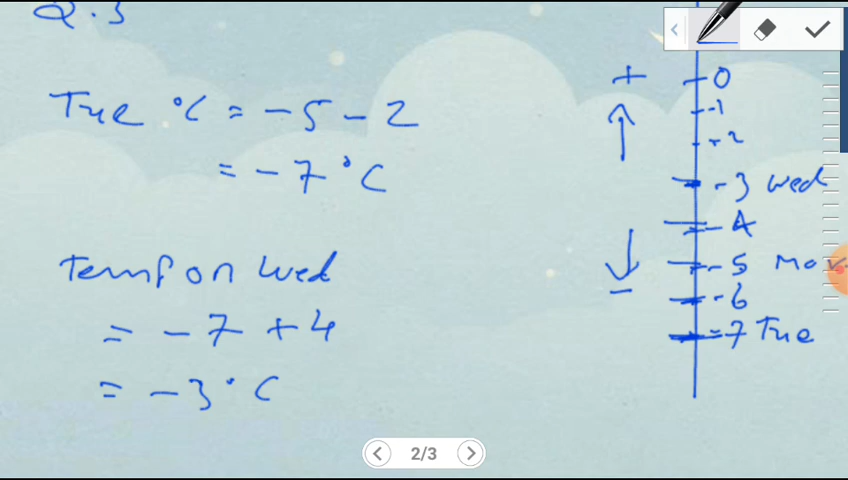 Q.3
Tue °C = -5 - 2
= -7 °C
Temp on Wed
= -7 + 4
= -3 °C
+
-
0
-1
-2
-3 Wed
-4
-5 Mo
-6
-7 Tue
2/3